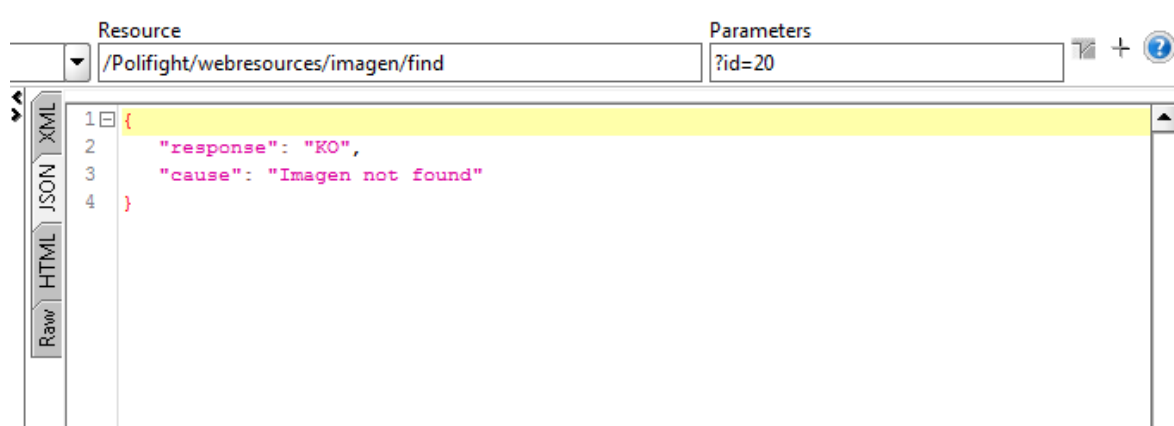 Resource
Parameters
/Polifight/webresources/imagen/find
?id=20
XML
JSON
HTML
Raw
1 {
2 "response": "KO",
3 "cause": "Imagen not found"
4 }